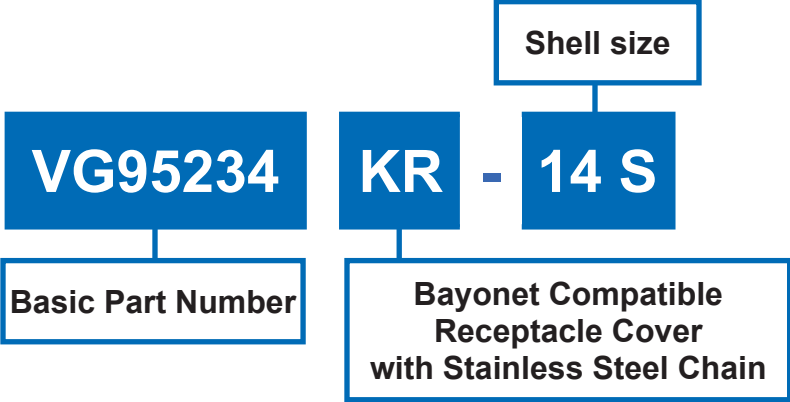 Shell size
VG95234 KR - 14 S
Basic Part Number
Bayonet Compatible
Receptacle Cover
with Stainless Steel Chain